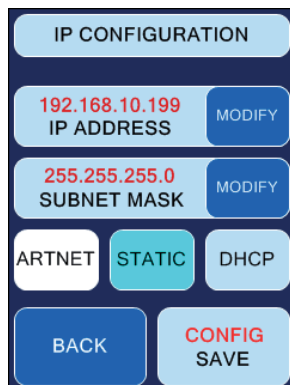 IP CONFIGURATION
192.168.10.199
IP ADDRESS
MODIFY
255.255.255.0
SUBNET MASK
MODIFY
ARTNET
STATIC
DHCP
BACK
CONFIG
SAVE